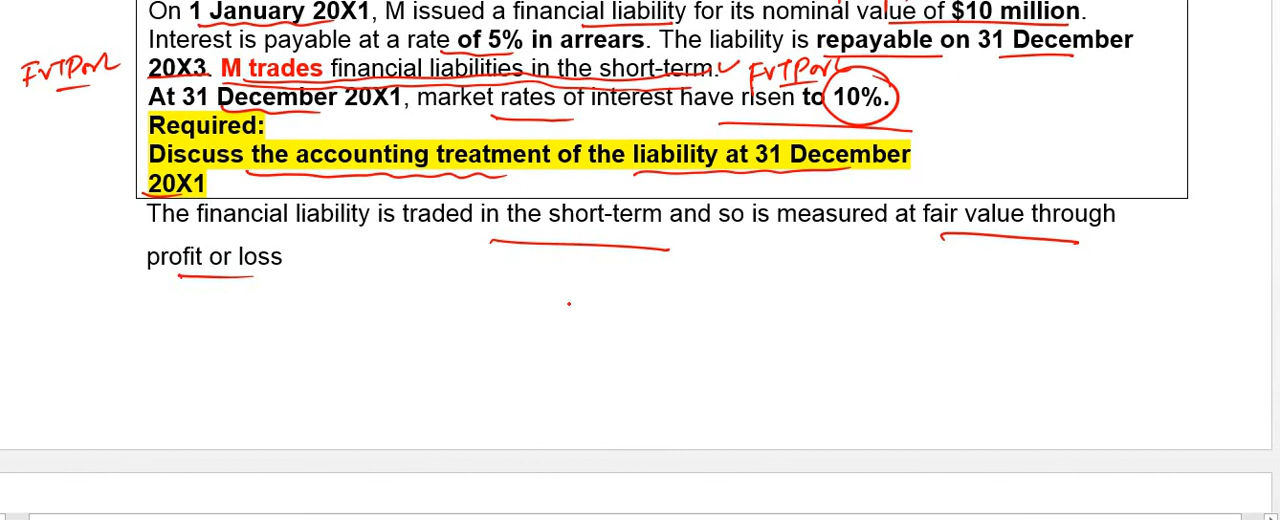 On 1 January 20X1, M issued a financial liability for its nominal value of $10 million.
Interest is payable at a rate of 5% in arrears. The liability is repayable on 31 December
FVTPorL 20X3. M trades financial liabilities in the short-term. FVTPorL
At 31 December 20X1, market rates of interest have risen to 10%.
Required:
Discuss the accounting treatment of the liability at 31 December
20X1
The financial liability is traded in the short-term and so is measured at fair value through
profit or loss